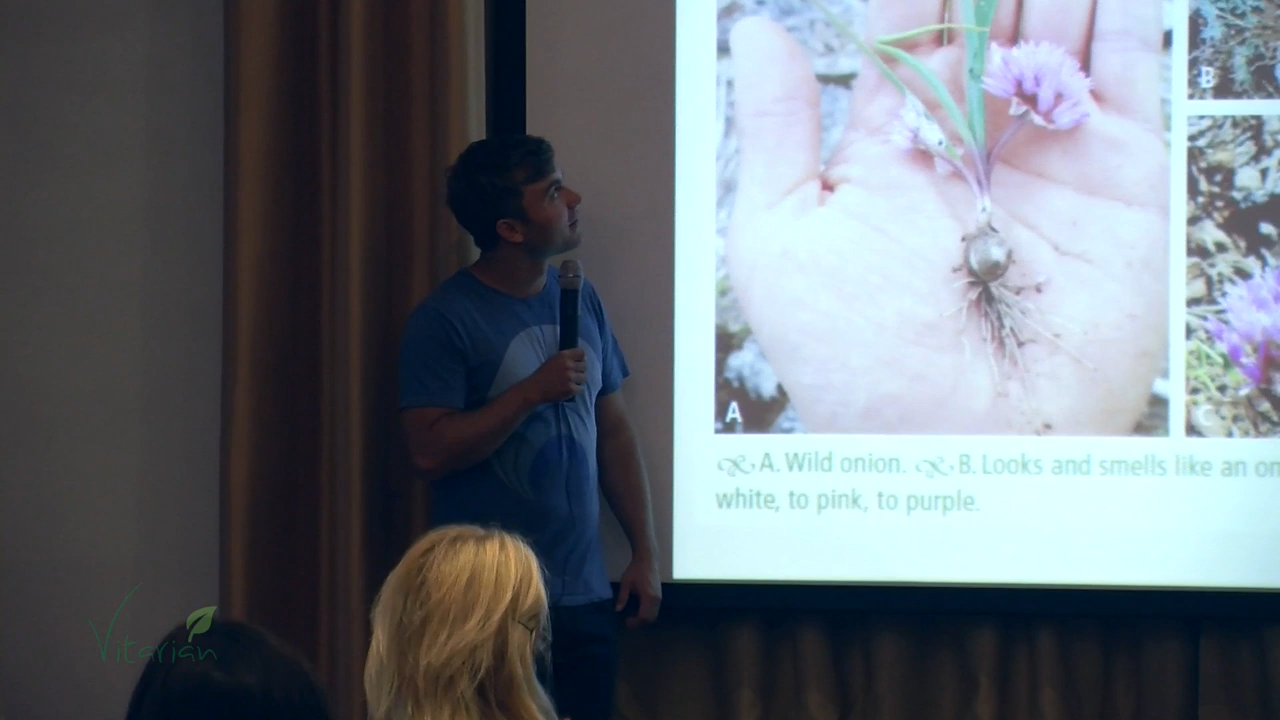 B
A
C
A. Wild onion. B. Looks and smells like an on
white, to pink, to purple.
Vitarian